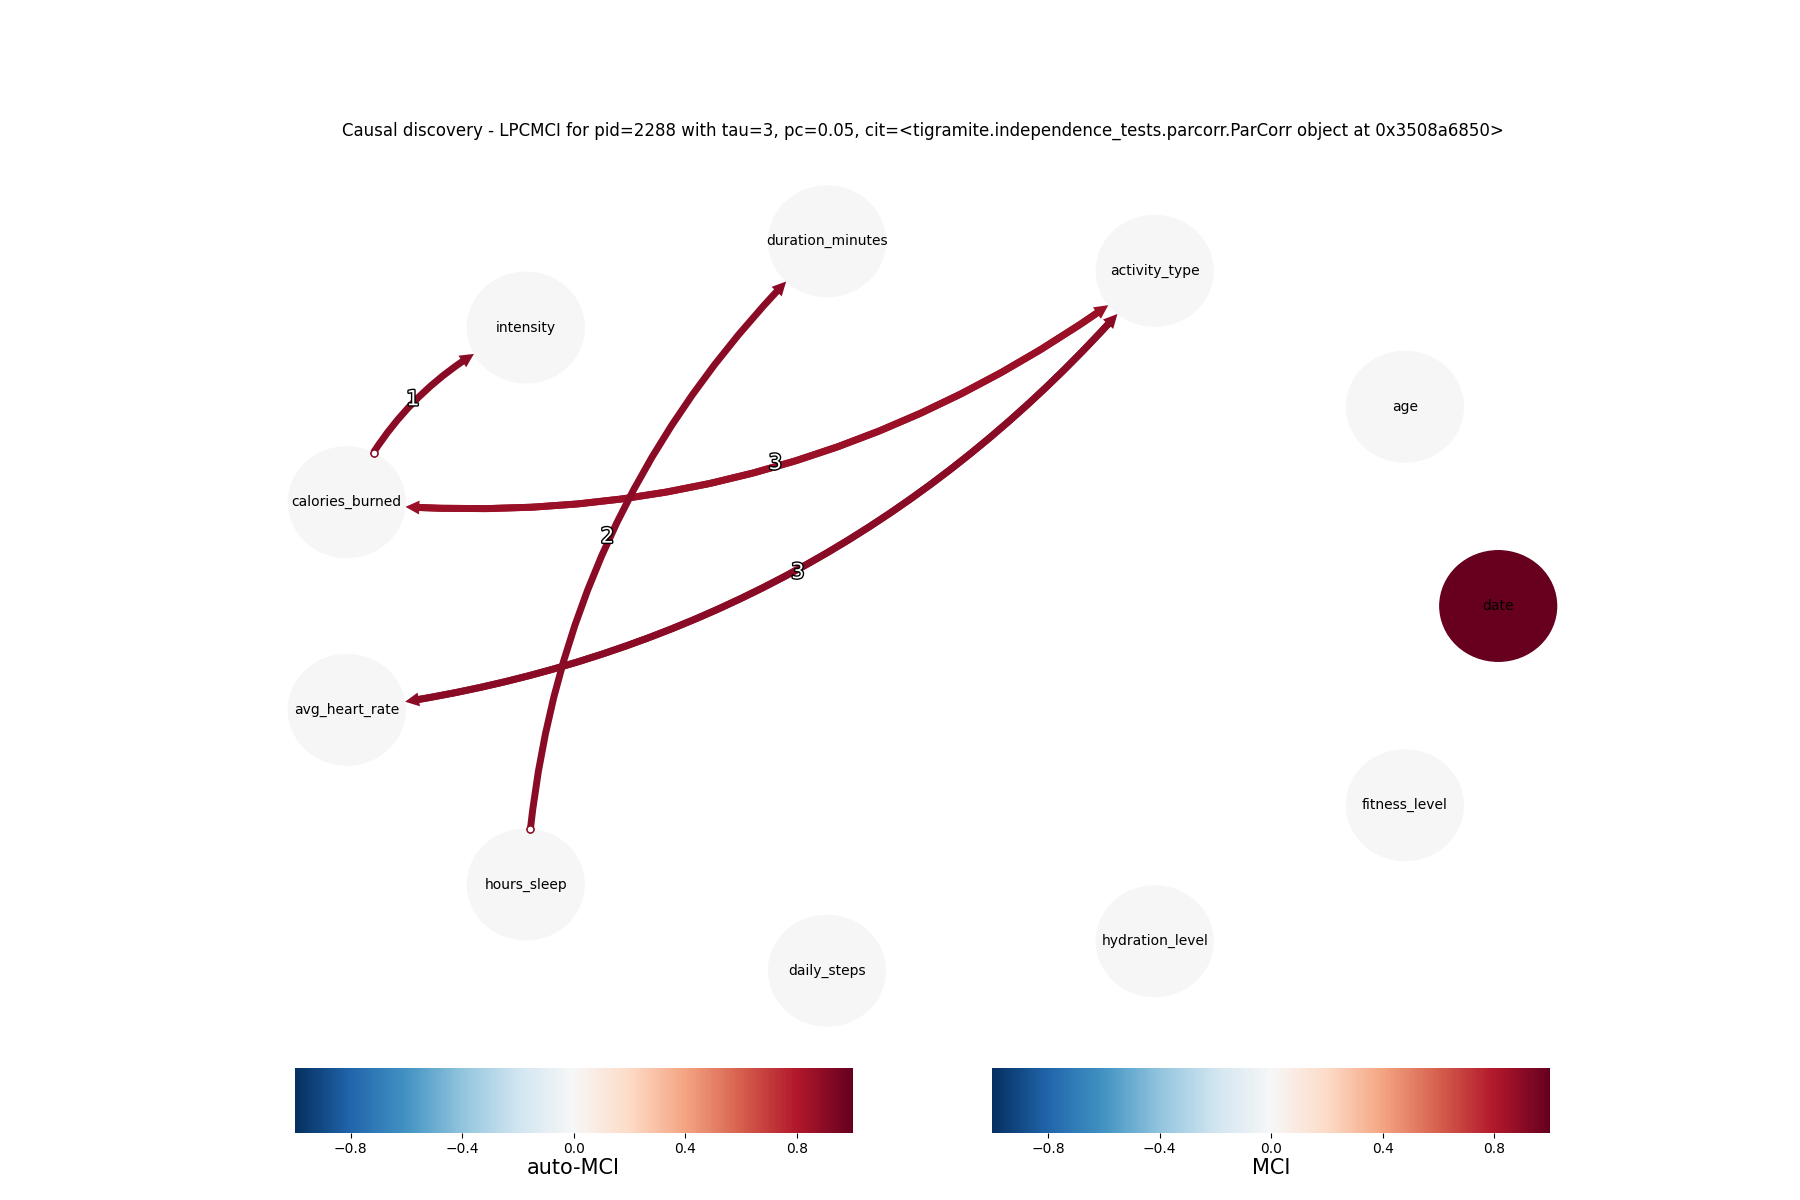 Causal discovery - LPCMCI for pid=2288 with tau=3, pc=0.05, cit=<tigramite.independence_tests.parcorr.ParCorr object at 0x3508a6850>
duration_minutes
activity_type
intensity
1
age
3
calories_burned
2
3
date
avg_heart_rate
fitness_level
hours_sleep
hydration_level
daily_steps
−0.8 −0.4 0.0 0.4 0.8
auto-MCI
−0.8 −0.4 0.0 0.4 0.8
MCI